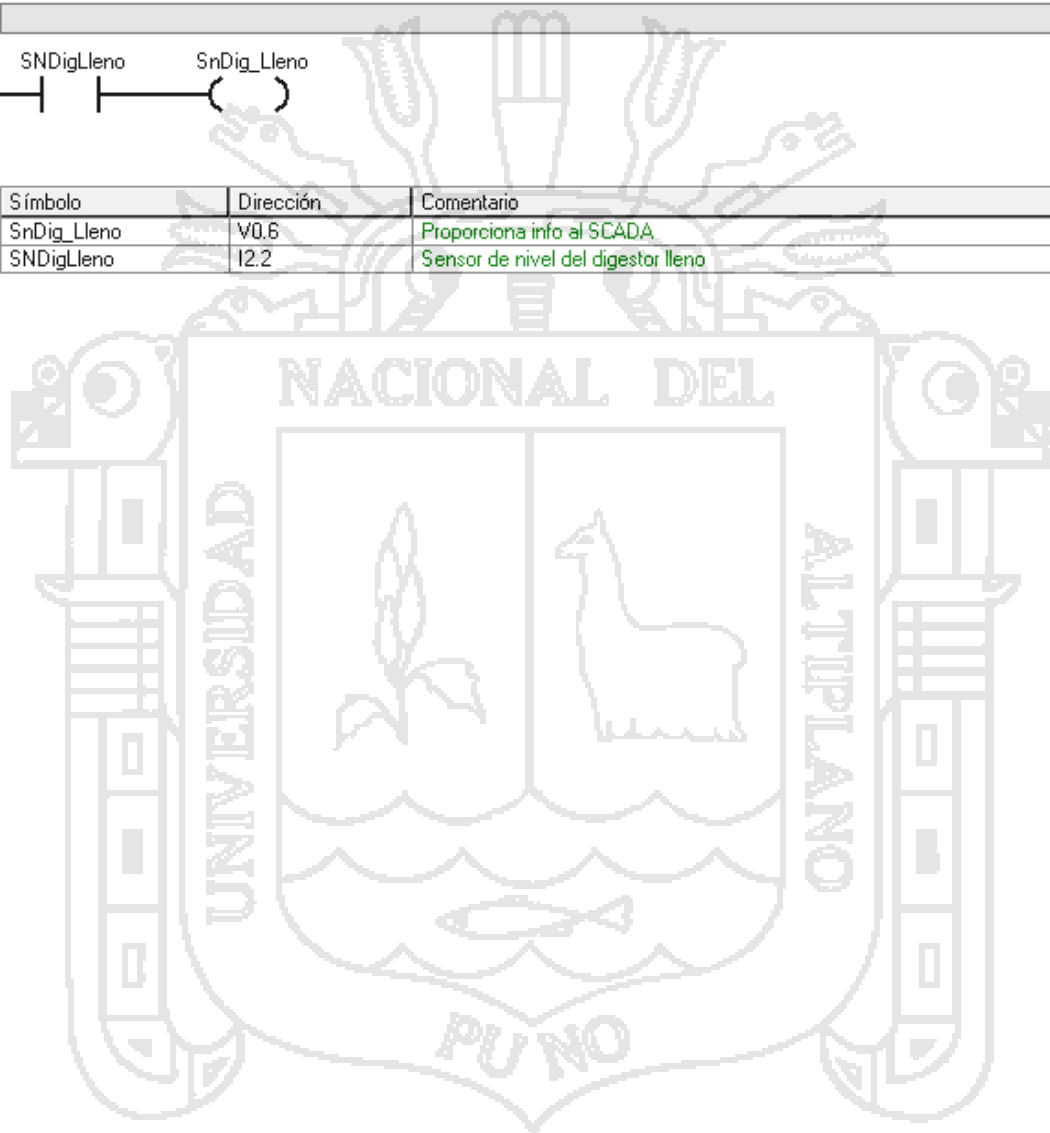 SNDigLleno SnDig_Lleno
Símbolo Dirección Comentario
SnDig_Lleno V0.6 Proporciona info al SCADA
SNDigLleno I2.2 Sensor de nivel del digestor lleno
UNIVERSIDAD
NACIONAL DEL
ALTIPLANO
PUNO